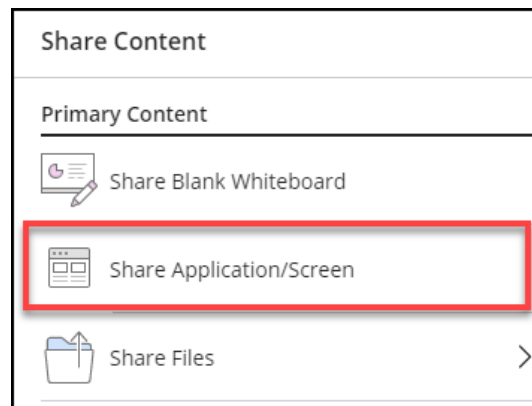 Share Content
Primary Content
Share Blank Whiteboard
Share Application/Screen
Share Files